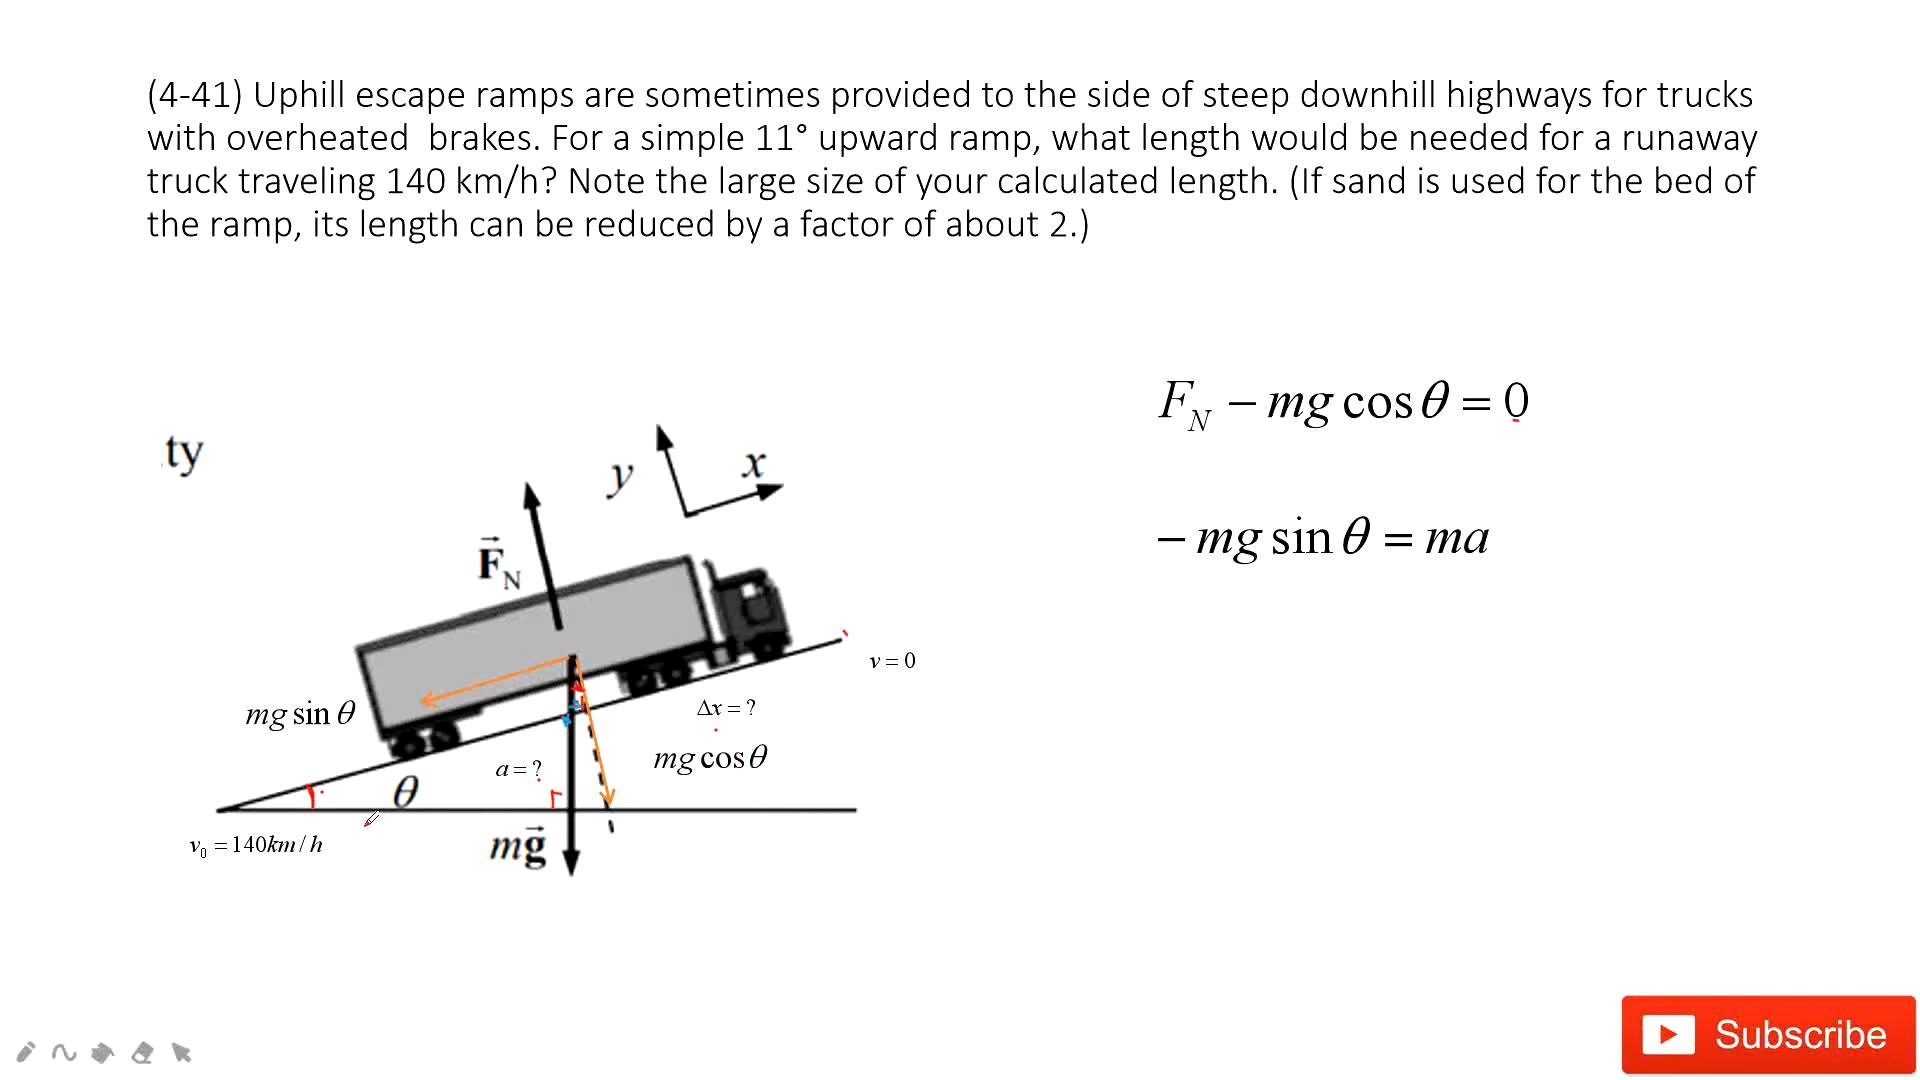 (4-41) Uphill escape ramps are sometimes provided to the side of steep downhill highways for trucks
with overheated brakes. For a simple 11° upward ramp, what length would be needed for a runaway
truck traveling 140 km/h? Note the large size of your calculated length. (If sand is used for the bed of
the ramp, its length can be reduced by a factor of about 2.)
F_N − mg cos θ = 0
ty
y x
F⃗_N
− mg sin θ = ma
v = 0
mg sin θ
Δx = ?
mg cos θ
a = ?
θ
v_0 = 140km / h
mg⃗
Subscribe